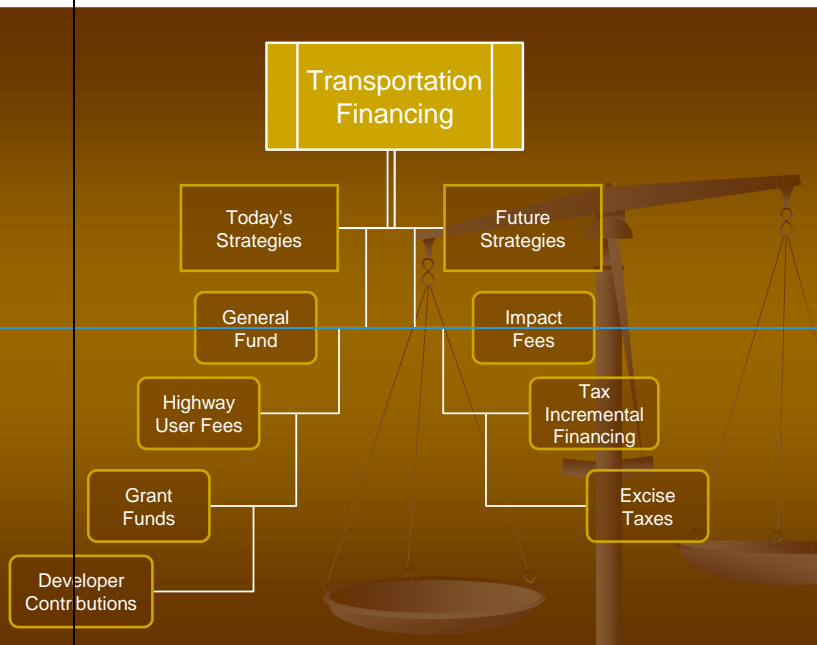 Transportation
Financing
Today’s
Strategies
Future
Strategies
General
Fund
Impact
Fees
Highway
User Fees
Tax
Incremental
Financing
Grant
Funds
Excise
Taxes
Developer
Contributions